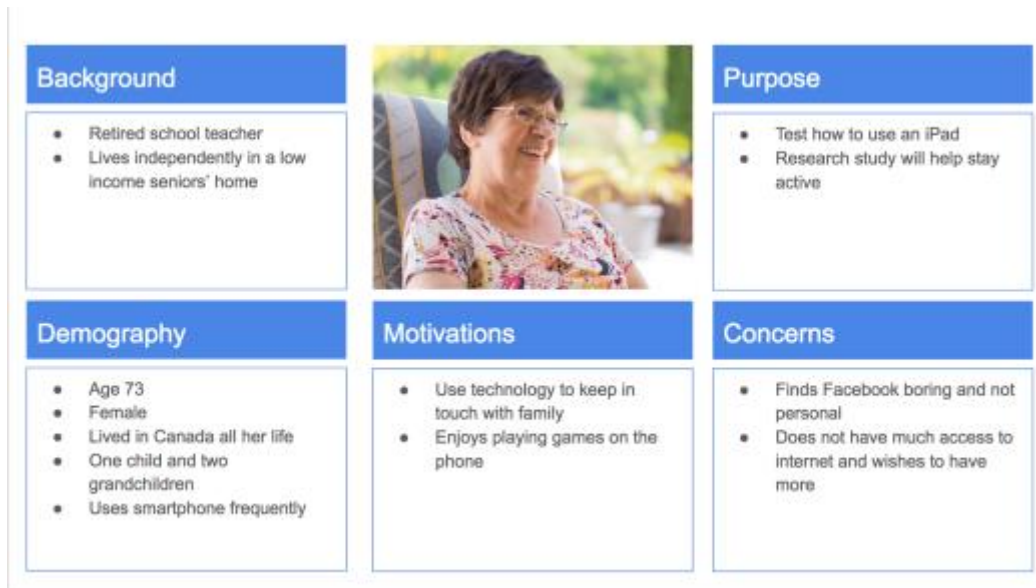 Background
● Retired school teacher
● Lives independently in a low
income seniors' home
Purpose
● Test how to use an iPad
● Research study will help stay
active
Demography
● Age 73
● Female
● Lived in Canada all her life
● One child and two
grandchildren
● Uses smartphone frequently
Motivations
● Use technology to keep in
touch with family
● Enjoys playing games on the
phone
Concerns
● Finds Facebook boring and not
personal
● Does not have much access to
internet and wishes to have
more